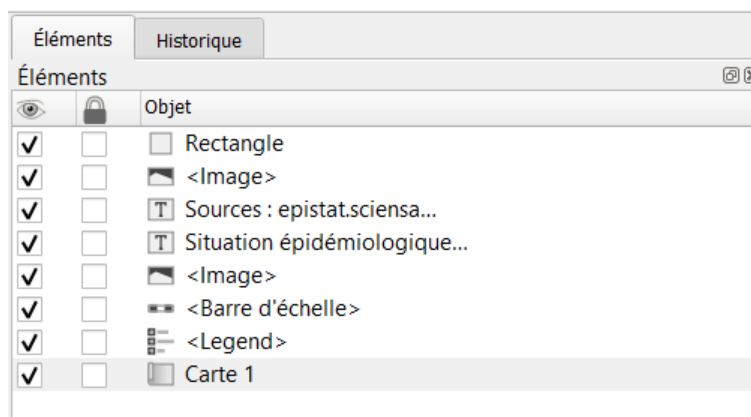 Éléments Historique
Éléments
Objet
Rectangle
<Image>
Sources : epistat.sciensa...
Situation épidémiologique...
<Image>
<Barre d'échelle>
<Legend>
Carte 1